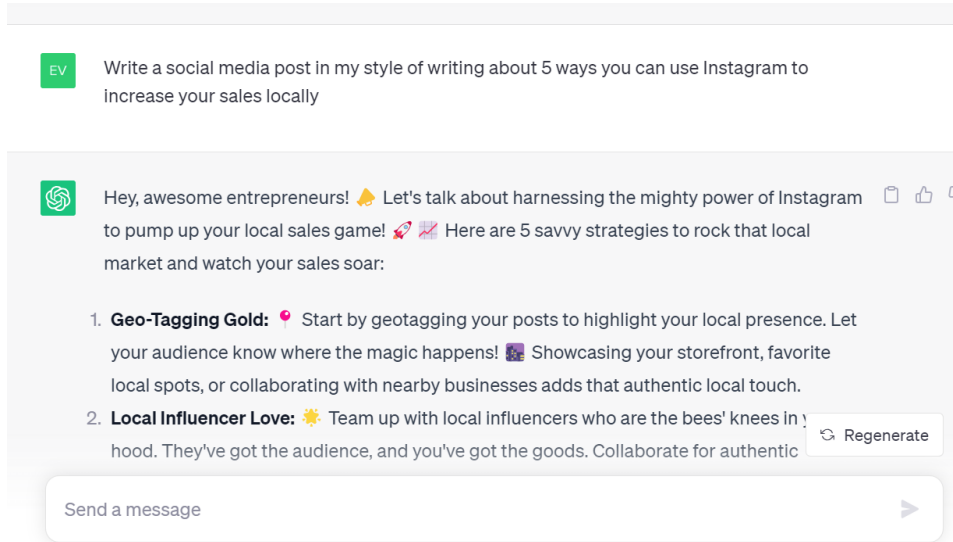 EV
Write a social media post in my style of writing about 5 ways you can use Instagram to
increase your sales locally
Hey, awesome entrepreneurs! 📣 Let's talk about harnessing the mighty power of Instagram
to pump up your local sales game! 🚀 📈 Here are 5 savvy strategies to rock that local
market and watch your sales soar:
1. Geo-Tagging Gold: 📍 Start by geotagging your posts to highlight your local presence. Let
your audience know where the magic happens! 🌆 Showcasing your storefront, favorite
local spots, or collaborating with nearby businesses adds that authentic local touch.
2. Local Influencer Love: 🌟 Team up with local influencers who are the bees' knees in
hood. They've got the audience, and you've got the goods. Collaborate for authentic
Regenerate
Send a message